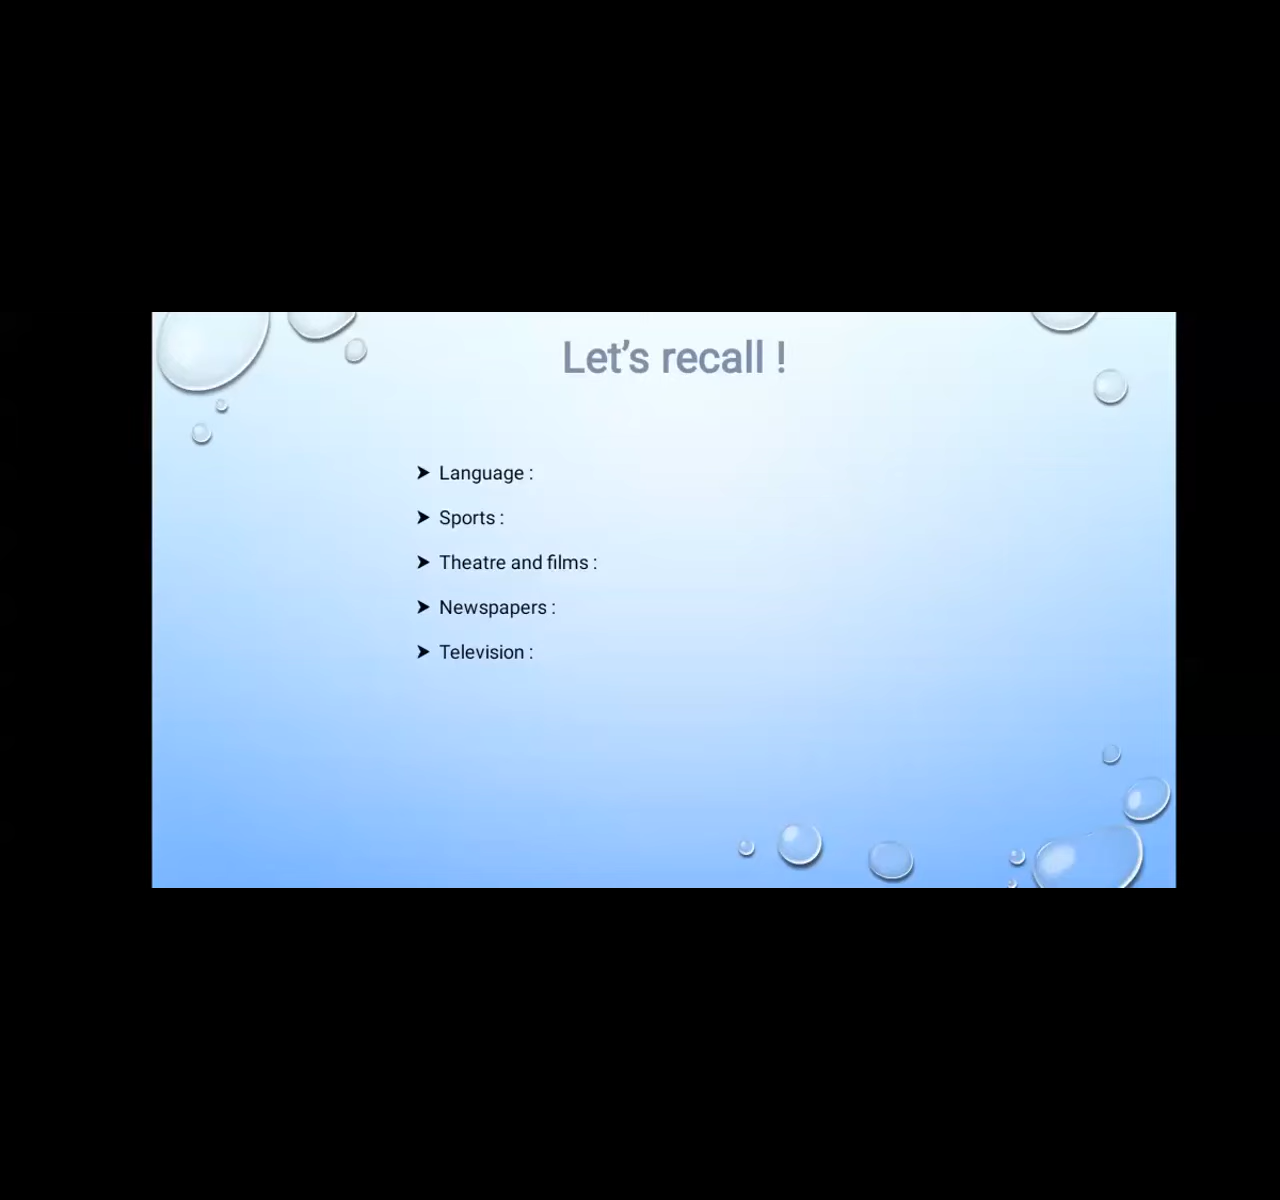 Let’s recall !
➤ Language :
➤ Sports :
➤ Theatre and films :
➤ Newspapers :
➤ Television :